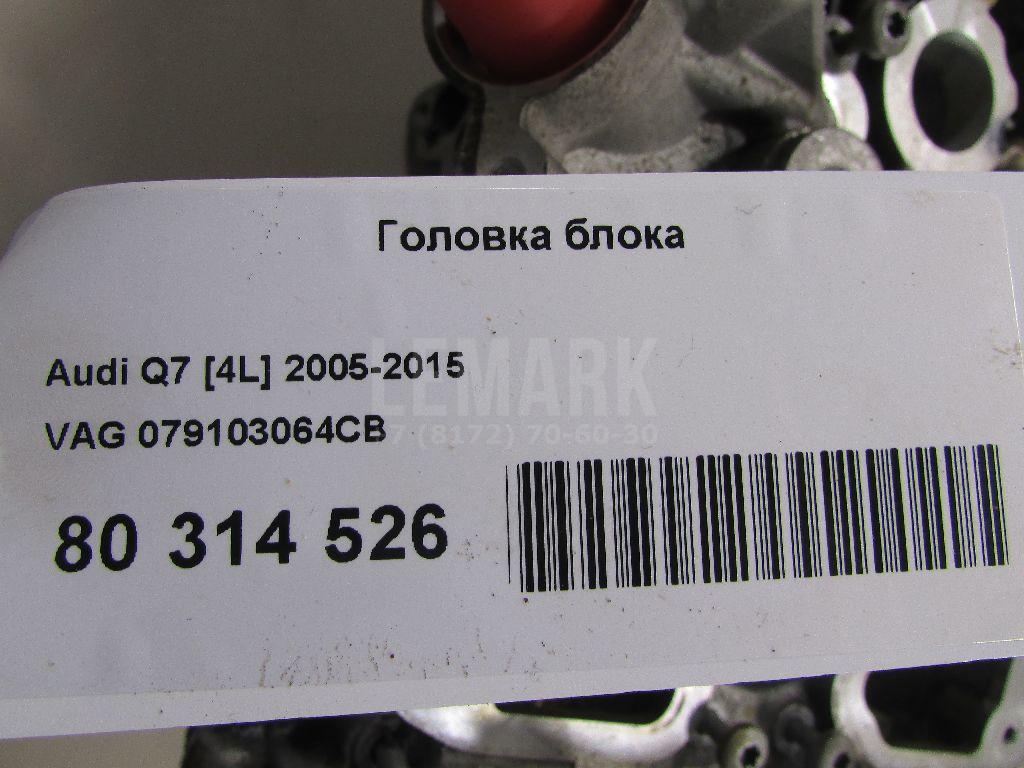 Головка блока
Audi Q7 [4L] 2005-2015
LEMARK
VAG 079103064CB
7 (8172) 70-60-30
80 314 526